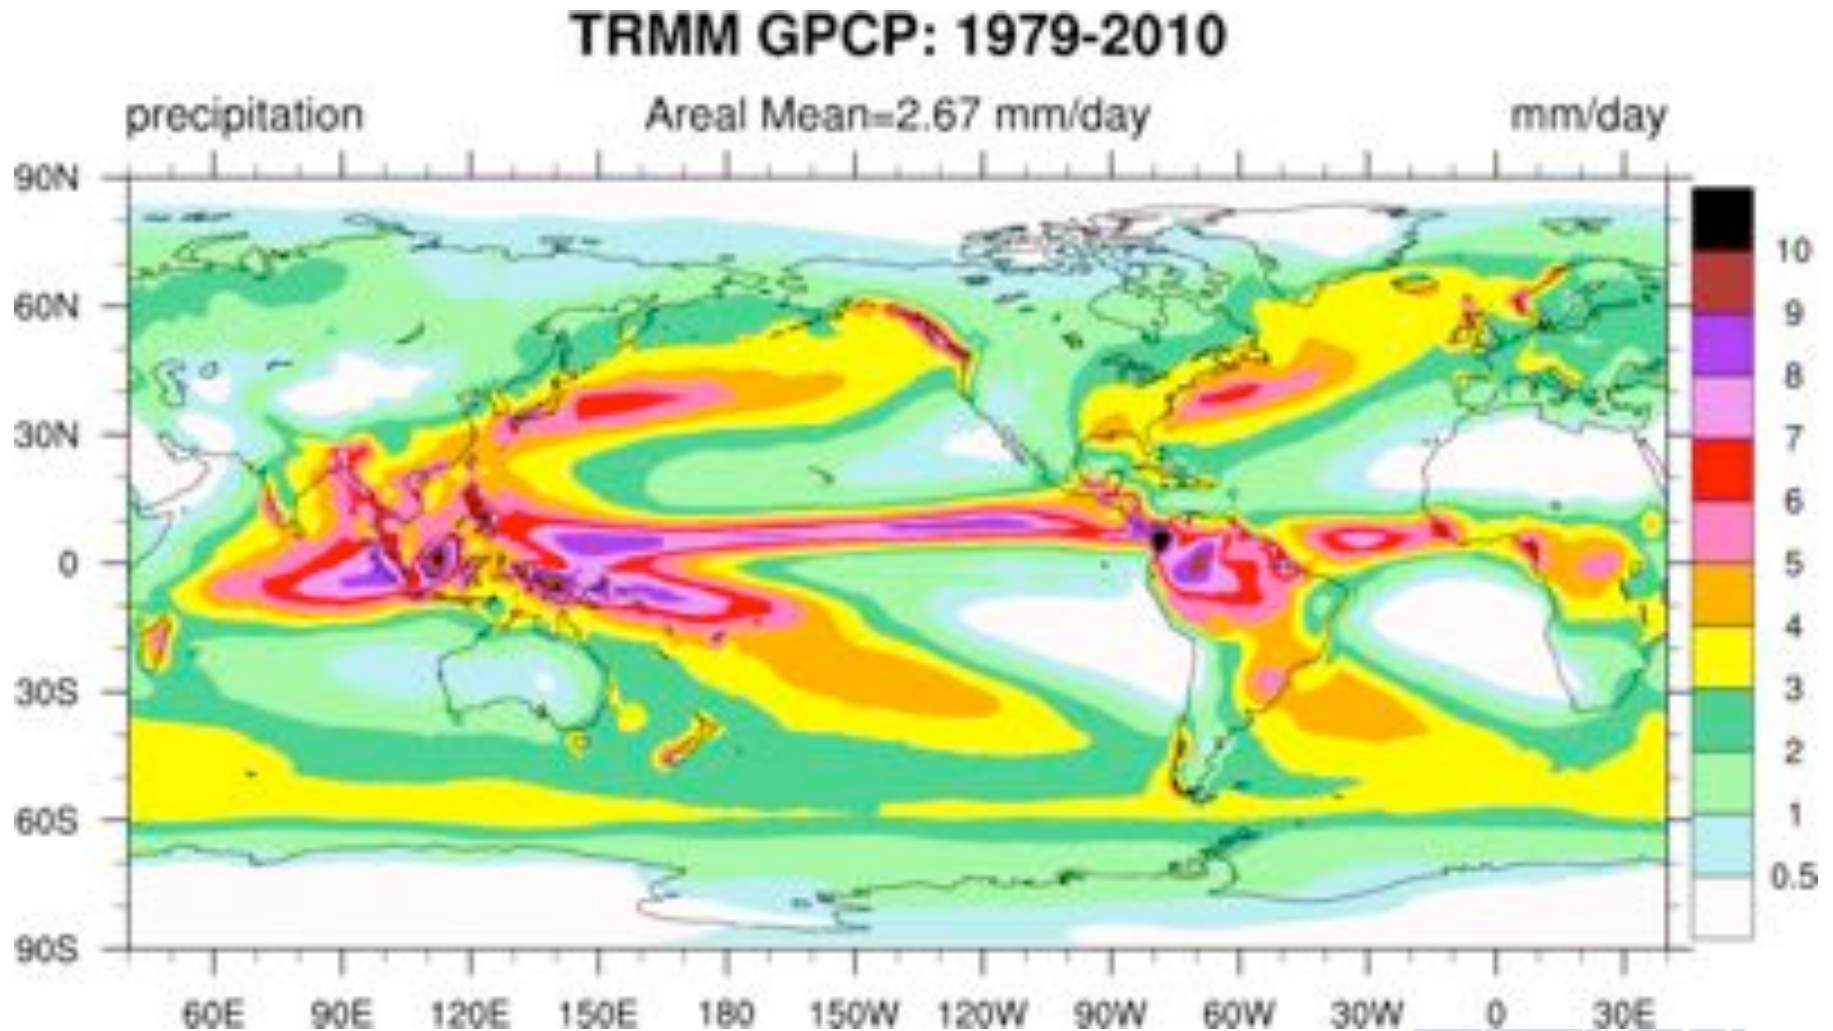 TRMM GPCP: 1979-2010
precipitation Areal Mean=2.67 mm/day mm/day
90N
60N
30N
0
30S
60S
90S
60E 90E 120E 150E 180 150W 120W 90W 60W 30W 0 30E
10
9
8
7
6
5
4
3
2
1
0.5